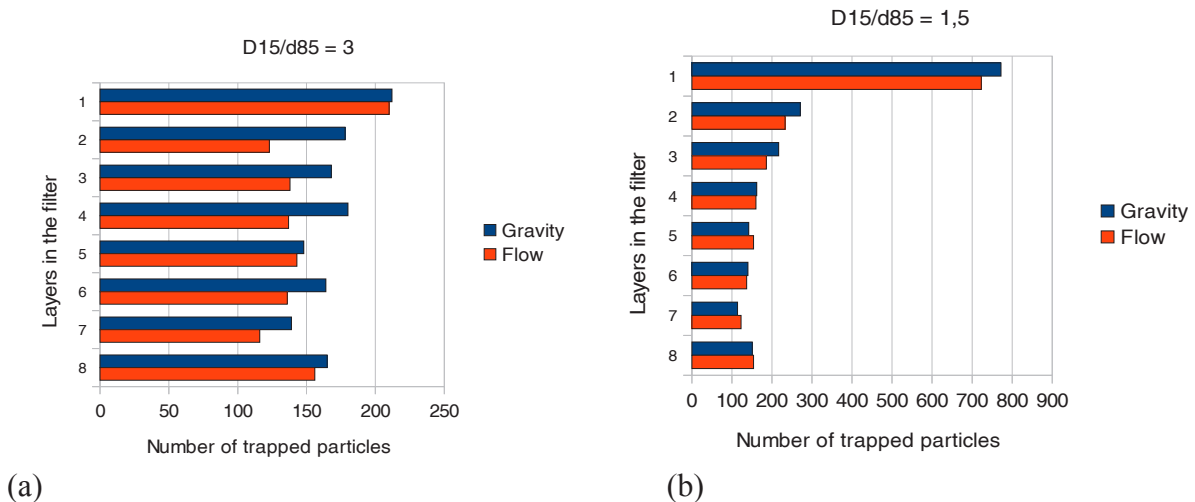 D15/d85 = 3
Layers in the filter
1
2
3
4
5
6
7
8
0 50 100 150 200 250
Number of trapped particles
Gravity
Flow
(a)
D15/d85 = 1,5
Layers in the filter
1
2
3
4
5
6
7
8
0 100 200 300 400 500 600 700 800 900
Number of trapped particles
Gravity
Flow
(b)